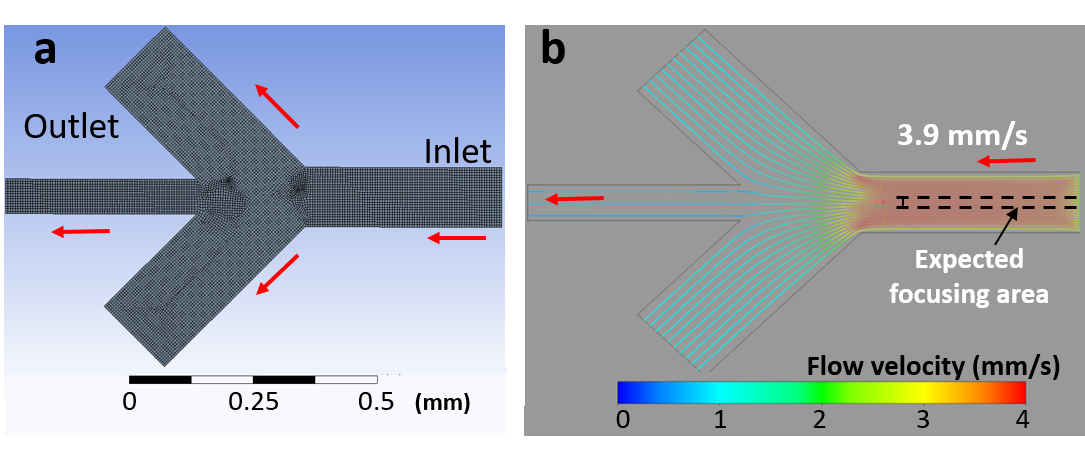 a
Outlet
Inlet
0
0.25
0.5
(mm)
b
3.9 mm/s
Expected
focusing area
Flow velocity (mm/s)
0
1
2
3
4